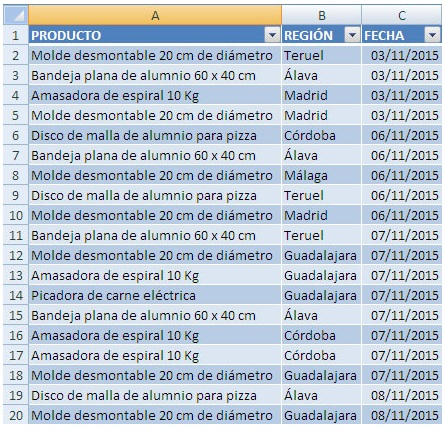 A B C
1 PRODUCTO REGIÓN FECHA
2 Molde desmontable 20 cm de diámetro Teruel 03/11/2015
3 Bandeja plana de alumnio 60 x 40 cm Álava 03/11/2015
4 Amasadora de espiral 10 Kg Madrid 03/11/2015
5 Molde desmontable 20 cm de diámetro Madrid 03/11/2015
6 Disco de malla de alumnio para pizza Córdoba 06/11/2015
7 Bandeja plana de alumnio 60 x 40 cm Álava 06/11/2015
8 Molde desmontable 20 cm de diámetro Málaga 06/11/2015
9 Disco de malla de alumnio para pizza Teruel 06/11/2015
10 Molde desmontable 20 cm de diámetro Madrid 06/11/2015
11 Bandeja plana de alumnio 60 x 40 cm Teruel 07/11/2015
12 Molde desmontable 20 cm de diámetro Guadalajara 07/11/2015
13 Amasadora de espiral 10 Kg Guadalajara 07/11/2015
14 Picadora de carne eléctrica Guadalajara 07/11/2015
15 Bandeja plana de alumnio 60 x 40 cm Álava 07/11/2015
16 Amasadora de espiral 10 Kg Córdoba 07/11/2015
17 Amasadora de espiral 10 Kg Córdoba 07/11/2015
18 Molde desmontable 20 cm de diámetro Guadalajara 07/11/2015
19 Disco de malla de alumnio para pizza Álava 08/11/2015
20 Molde desmontable 20 cm de diámetro Guadalajara 08/11/2015